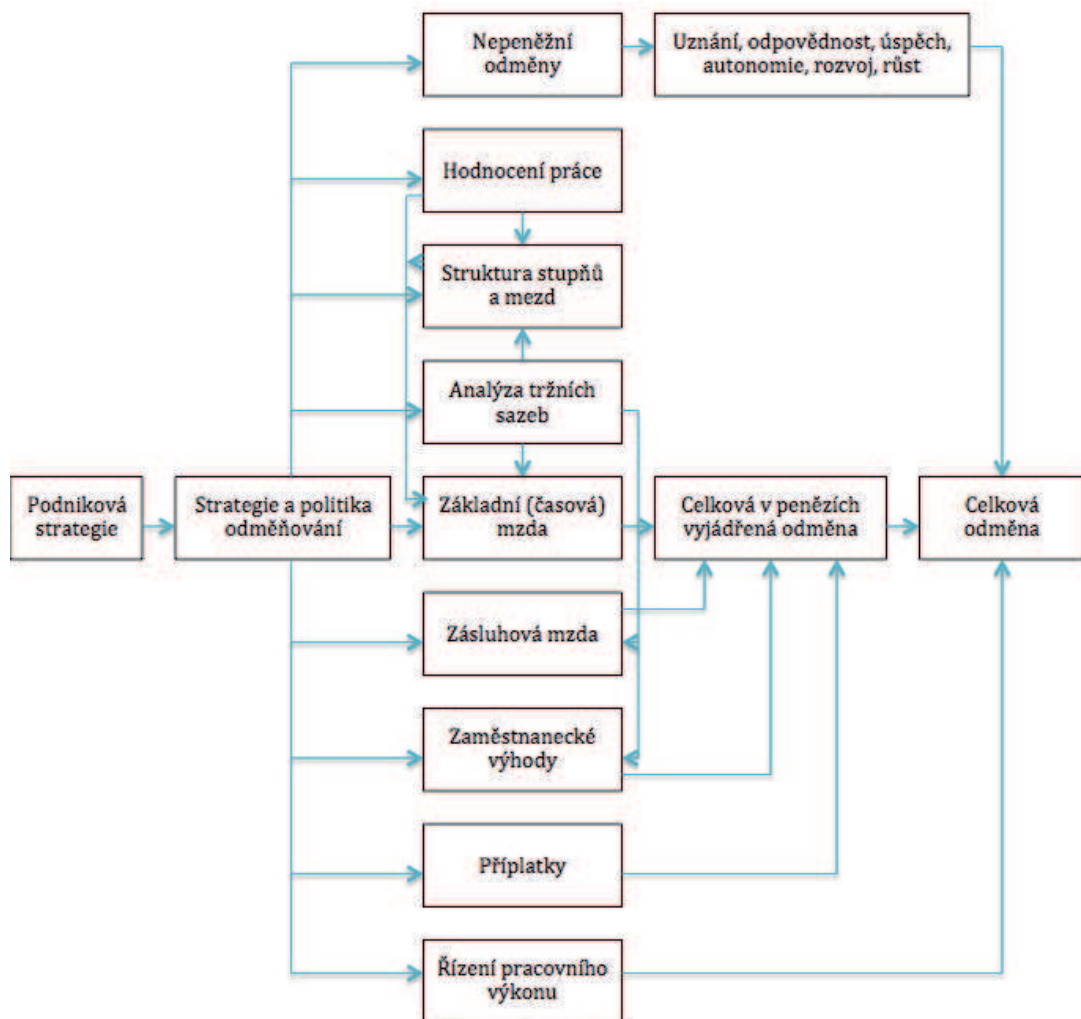 Nepeněžní
odměny
Uznání, odpovědnost, úspěch,
autonomie, rozvoj, růst
Hodnocení práce
Struktura stupňů
a mezd
Analýza tržních
sazeb
Podniková
strategie
Strategie a politika
odměňování
Základní (časová)
mzda
Celková v penězích
vyjádřená odměna
Celková
odměna
Zásluhová mzda
Zaměstnanecké
výhody
Příplatky
Řízení pracovního
výkonu